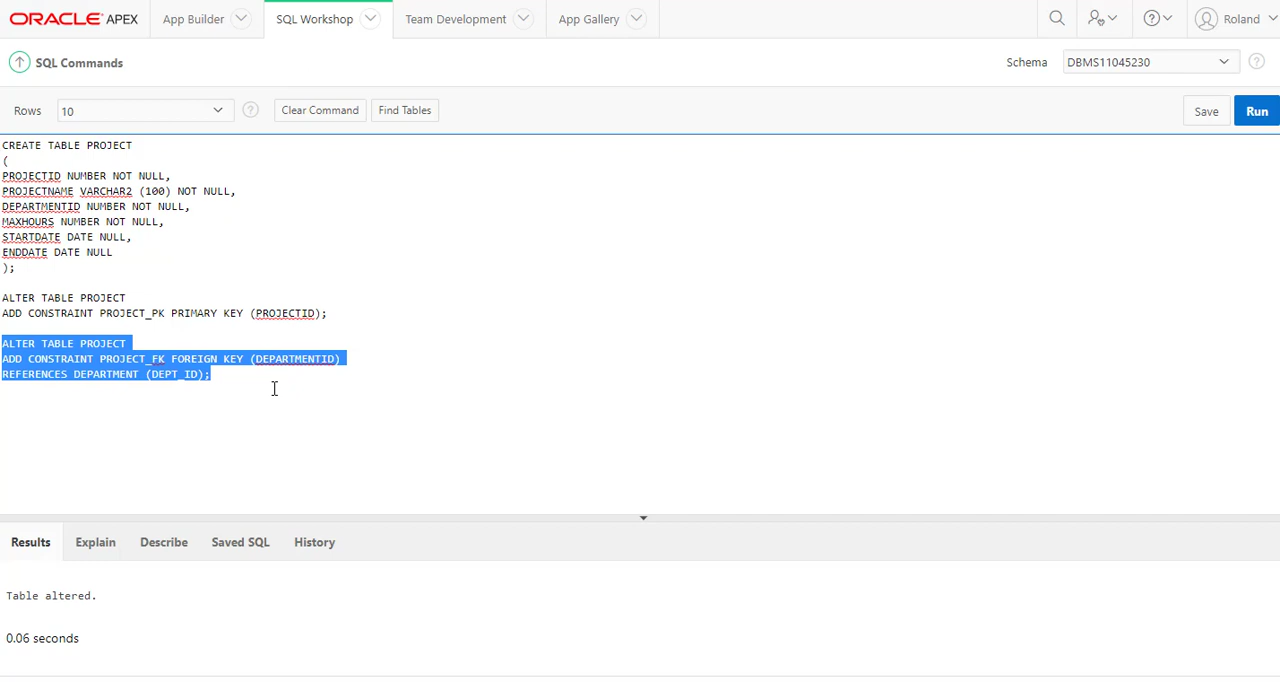 ORACLE APEX App Builder SQL Workshop Team Development App Gallery Roland
SQL Commands Schema DBMS11045230
Rows 10 Clear Command Find Tables Save Run
CREATE TABLE PROJECT
(
PROJECTID NUMBER NOT NULL,
PROJECTNAME VARCHAR2 (100) NOT NULL,
DEPARTMENTID NUMBER NOT NULL,
MAXHOURS NUMBER NOT NULL,
STARTDATE DATE NULL,
ENDDATE DATE NULL
);
ALTER TABLE PROJECT
ADD CONSTRAINT PROJECT_PK PRIMARY KEY (PROJECTID);
ALTER TABLE PROJECT
ADD CONSTRAINT PROJECT_FK FOREIGN KEY (DEPARTMENTID)
REFERENCES DEPARTMENT (DEPT_ID);
Results Explain Describe Saved SQL History
Table altered.
0.06 seconds